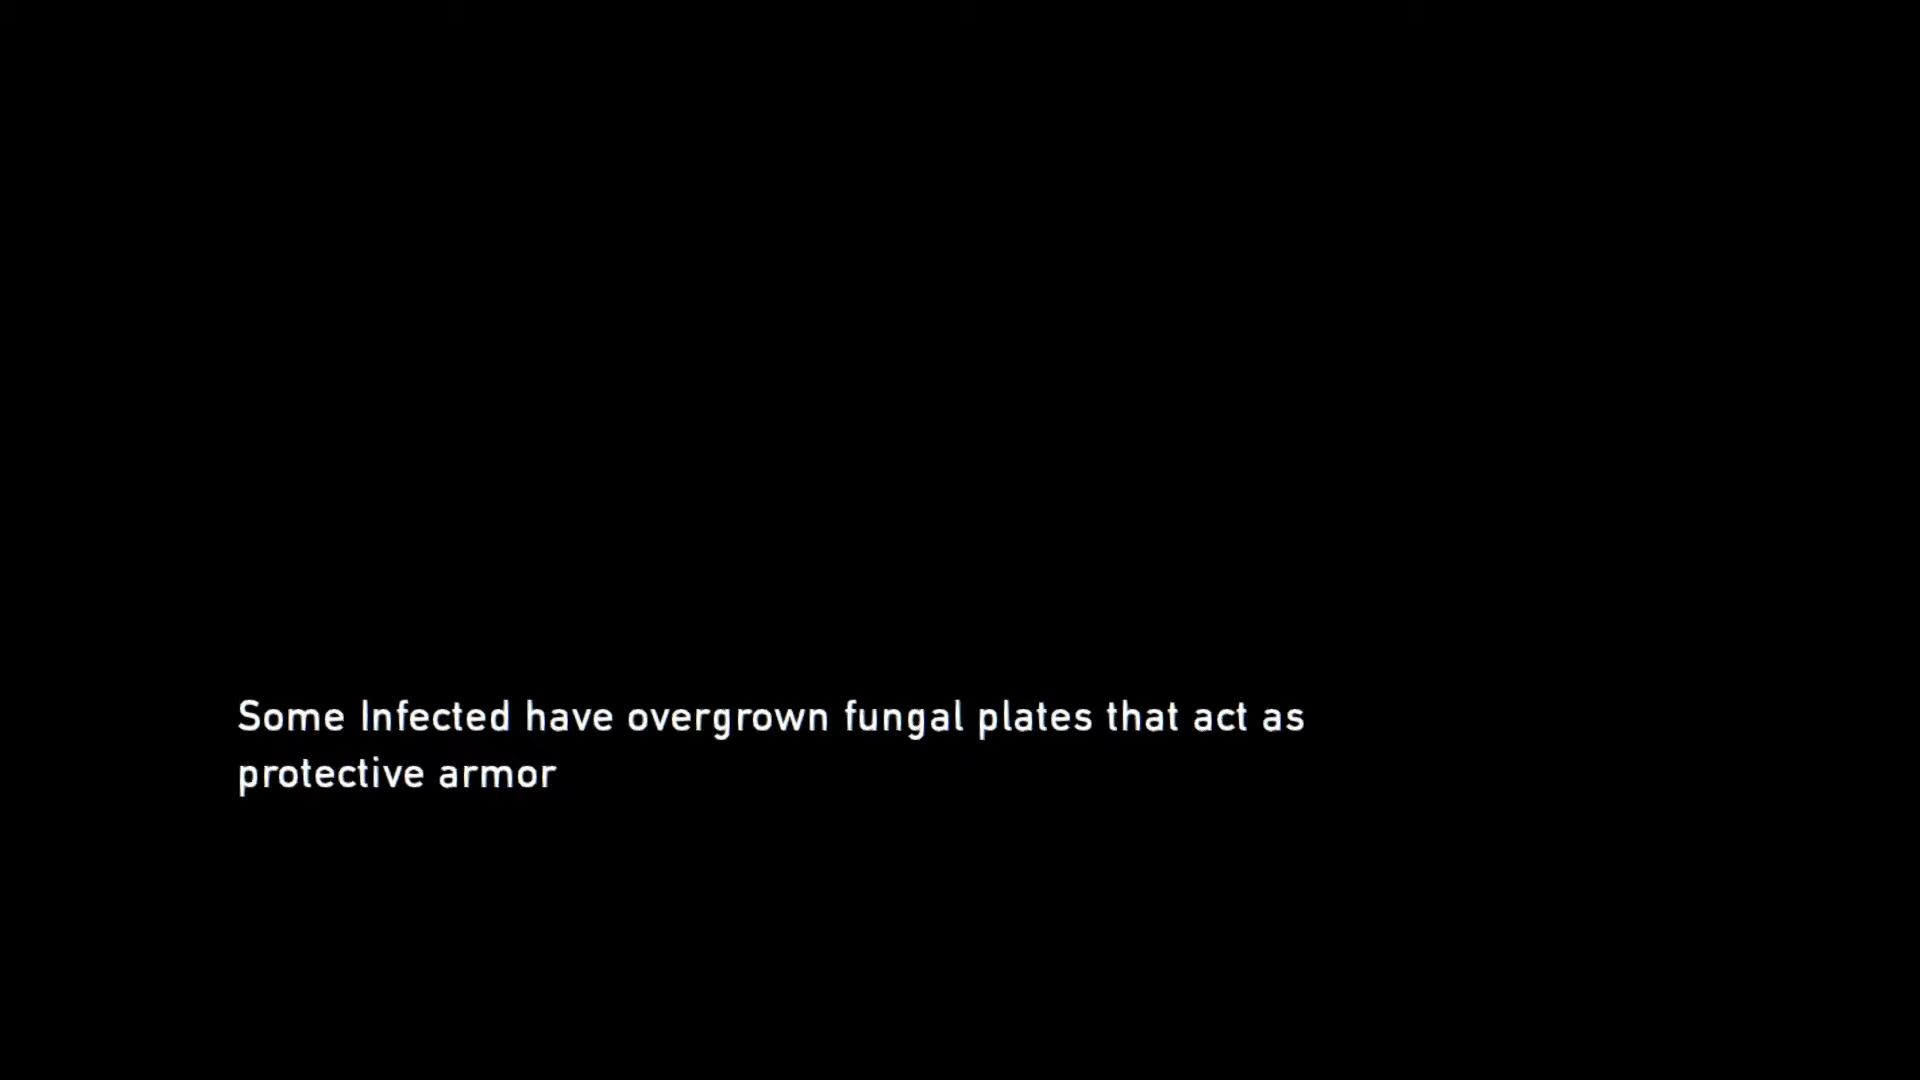 Some Infected have overgrown fungal plates that act as
protective armor